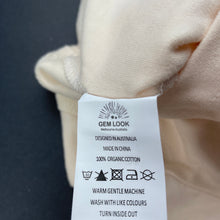 GEM LOOK
Melbourne Australia
DESIGNED IN AUSTRALIA
MADE IN CHINA
100% ORGANIC COTTON
WARM GENTLE MACHINE
WASH WITH LIKE COLOURS
TURN INSIDE OUT